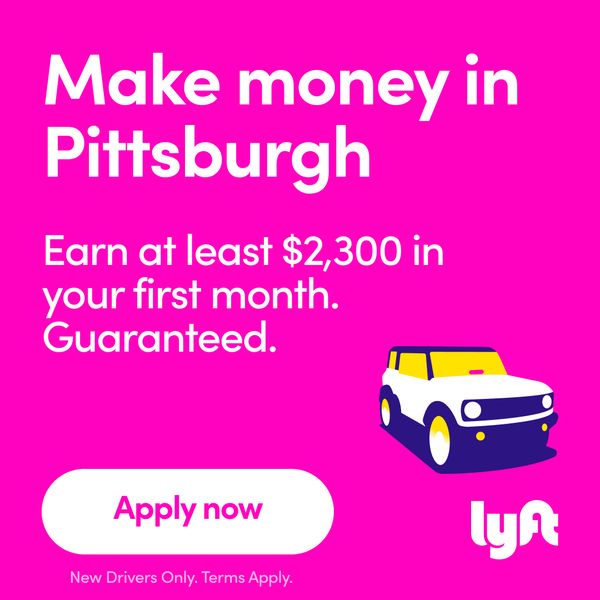 Make money in
Pittsburgh
Earn at least $2,300 in
your first month.
Guaranteed.
Apply now
lyft
New Drivers Only. Terms Apply.